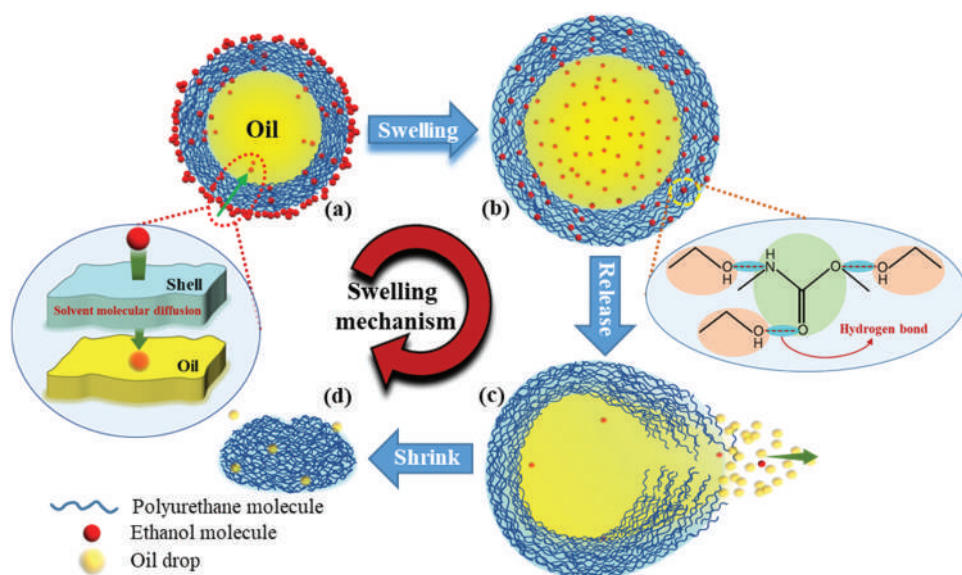 Oil
Swelling
(a)
(b)
Shell
Solvent molecular diffusion
Oil
Swelling
mechanism
Release
H
N
O
O
H
O
H
O
O
H
Hydrogen bond
(d)
(c)
Shrink
Polyurethane molecule
Ethanol molecule
Oil drop